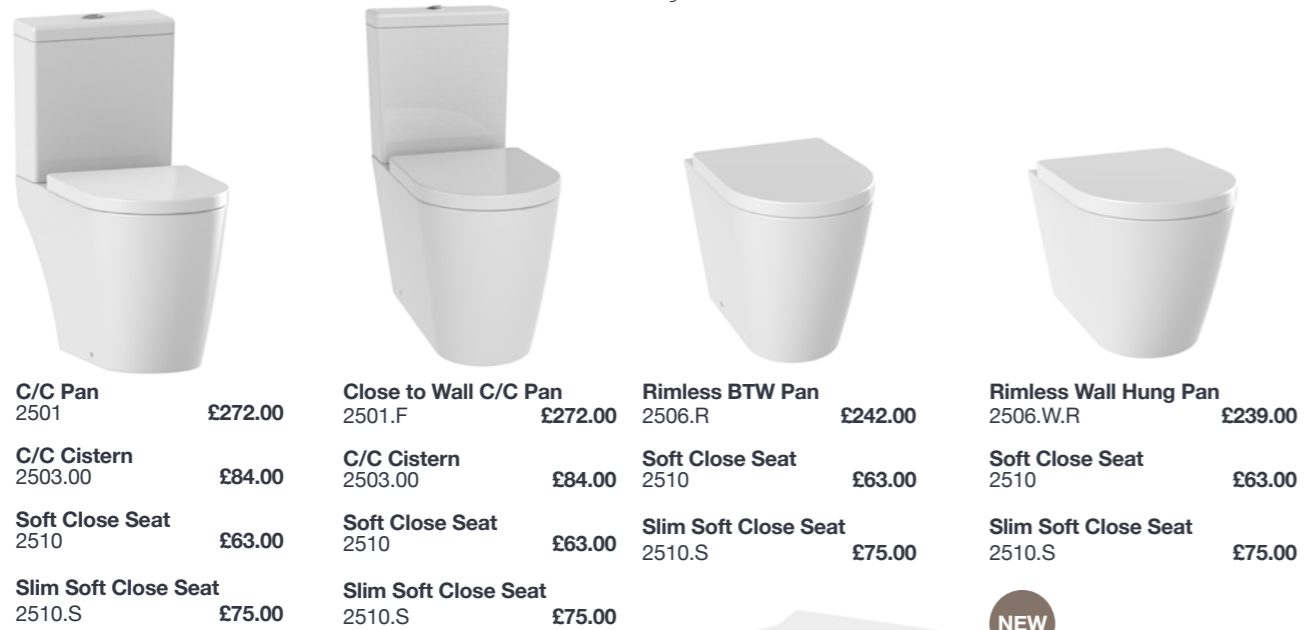 C/C Pan
2501 £272.00
C/C Cistern
2503.00 £84.00
Soft Close Seat
2510 £63.00
Slim Soft Close Seat
2510.S £75.00
Close to Wall C/C Pan
2501.F £272.00
C/C Cistern
2503.00 £84.00
Soft Close Seat
2510 £63.00
Slim Soft Close Seat
2510.S £75.00
Rimless BTW Pan
2506.R £242.00
Soft Close Seat
2510 £63.00
Slim Soft Close Seat
2510.S £75.00
Rimless Wall Hung Pan
2506.W.R £239.00
Soft Close Seat
2510 £63.00
Slim Soft Close Seat
2510.S £75.00
NEW